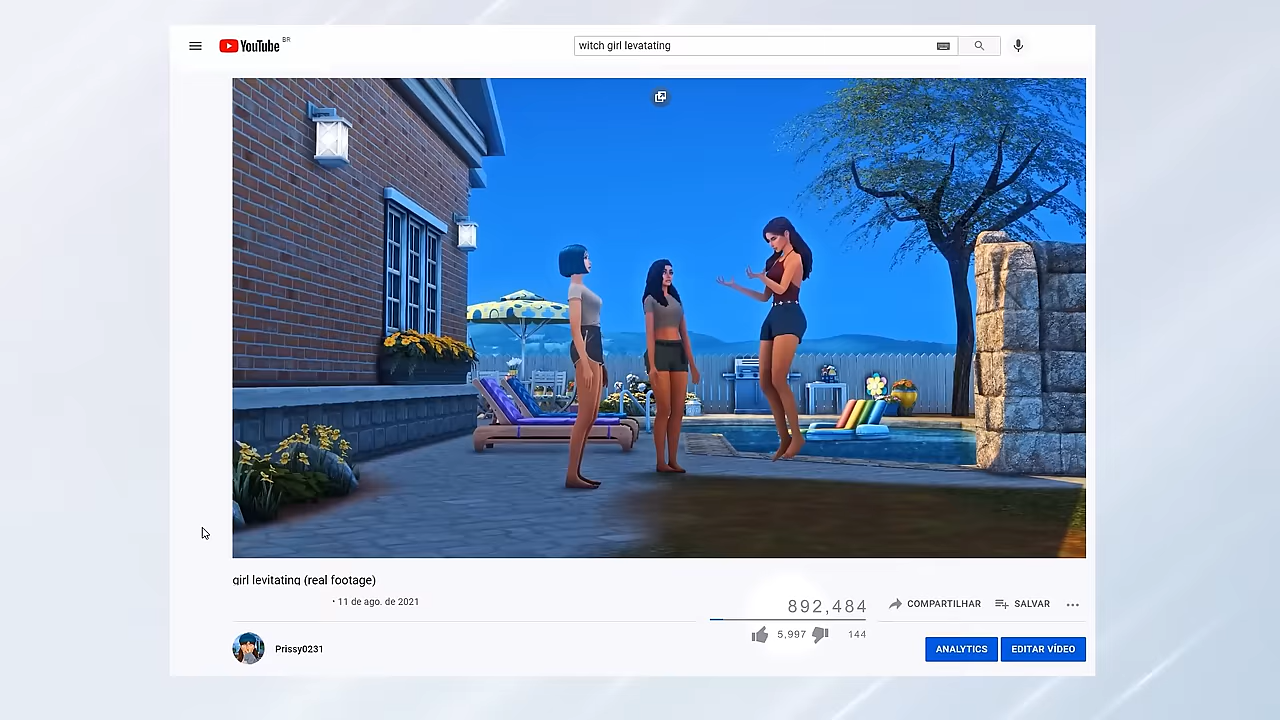 YouTube BR
witch girl levatating
girl levitating (real footage)
• 11 de ago. de 2021
892,484
COMPARTILHAR
SALVAR
5,997
144
Prissy0231
ANALYTICS
EDITAR VÍDEO